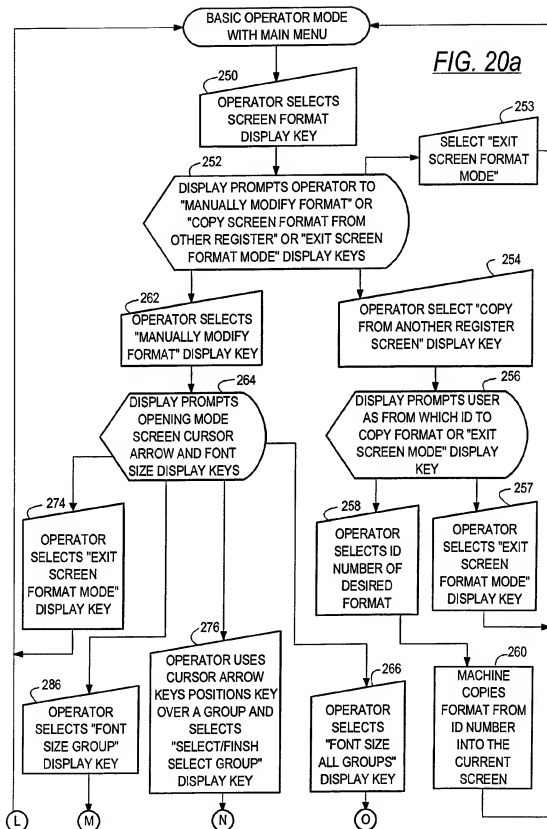 BASIC OPERATOR MODE
WITH MAIN MENU
FIG. 20a
250
OPERATOR SELECTS
SCREEN FORMAT
DISPLAY KEY
253
SELECT "EXIT
SCREEN FORMAT
MODE"
252
DISPLAY PROMPTS OPERATOR TO
"MANUALLY MODIFY FORMAT" OR
"COPY SCREEN FORMAT FROM
OTHER REGISTER" OR "EXIT SCREEN
FORMAT MODE" DISPLAY KEYS
254
OPERATOR SELECT "COPY
FROM ANOTHER REGISTER
SCREEN" DISPLAY KEY
262
OPERATOR SELECTS
"MANUALLY MODIFY
FORMAT" DISPLAY KEY
264
DISPLAY PROMPTS
OPENING MODE
SCREEN CURSOR
ARROW AND FONT
SIZE DISPLAY KEYS
256
DISPLAY PROMPTS USER
AS FROM WHICH ID TO
COPY FORMAT OR "EXIT
SCREEN MODE" DISPLAY
KEY
274
OPERATOR
SELECTS "EXIT
SCREEN
FORMAT MODE"
DISPLAY KEY
258
OPERATOR
SELECTS ID
NUMBER OF
DESIRED
FORMAT
257
OPERATOR
SELECTS "EXIT
SCREEN
FORMAT MODE"
DISPLAY KEY
286
OPERATOR
SELECTS "FONT
SIZE GROUP"
DISPLAY KEY
276
OPERATOR USES
CURSOR ARROW
KEYS POSITIONS KEY
OVER A GROUP AND
SELECTS
"SELECT/FINSH
SELECT GROUP"
DISPLAY KEY
266
OPERATOR
SELECTS
"FONT SIZE
ALL GROUPS"
DISPLAY KEY
260
MACHINE
COPIES
FORMAT FROM
ID NUMBER
INTO THE
CURRENT
SCREEN
L
M
N
O